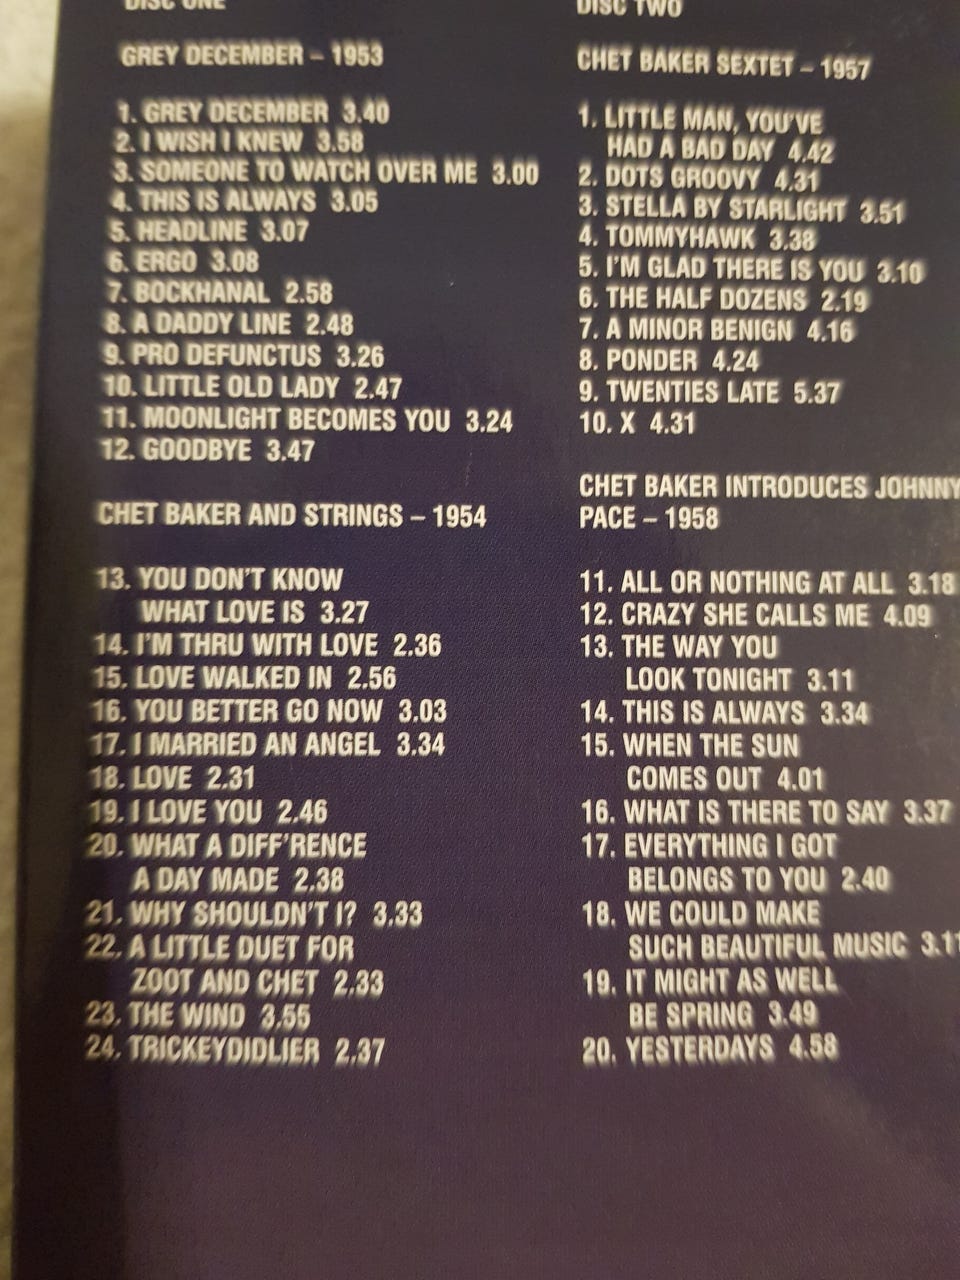 DISC ONE
GREY DECEMBER – 1953
1. GREY DECEMBER 3.40
2. I WISH I KNEW 3.58
3. SOMEONE TO WATCH OVER ME 3.00
4. THIS IS ALWAYS 3.05
5. HEADLINE 3.07
6. ERGO 3.08
7. BOCKHANAL 2.58
8. A DADDY LINE 2.48
9. PRO DEFUNCTUS 3.26
10. LITTLE OLD LADY 2.47
11. MOONLIGHT BECOMES YOU 3.24
12. GOODBYE 3.47
CHET BAKER AND STRINGS – 1954
13. YOU DON'T KNOW
WHAT LOVE IS 3.27
14. I'M THRU WITH LOVE 2.36
15. LOVE WALKED IN 2.56
16. YOU BETTER GO NOW 3.03
17. I MARRIED AN ANGEL 3.34
18. LOVE 2.31
19. I LOVE YOU 2.46
20. WHAT A DIFF'RENCE
A DAY MADE 2.38
21. WHY SHOULDN'T I? 3.33
22. A LITTLE DUET FOR
ZOOT AND CHET 2.33
23. THE WIND 3.55
24. TRICKEYDIDLIER 2.37
DISC TWO
CHET BAKER SEXTET – 1957
1. LITTLE MAN, YOU'VE
HAD A BAD DAY 4.42
2. DOTS GROOVY 4.31
3. STELLA BY STARLIGHT 3.51
4. TOMMYHAWK 3.38
5. I'M GLAD THERE IS YOU 3.10
6. THE HALF DOZENS 2.19
7. A MINOR BENIGN 4.16
8. PONDER 4.24
9. TWENTIES LATE 5.37
10. X 4.31
CHET BAKER INTRODUCES JOHNNY
PACE – 1958
11. ALL OR NOTHING AT ALL 3.18
12. CRAZY SHE CALLS ME 4.09
13. THE WAY YOU
LOOK TONIGHT 3.11
14. THIS IS ALWAYS 3.34
15. WHEN THE SUN
COMES OUT 4.01
16. WHAT IS THERE TO SAY 3.37
17. EVERYTHING I GOT
BELONGS TO YOU 2.40
18. WE COULD MAKE
SUCH BEAUTIFUL MUSIC 3.11
19. IT MIGHT AS WELL
BE SPRING 3.49
20. YESTERDAYS 4.58